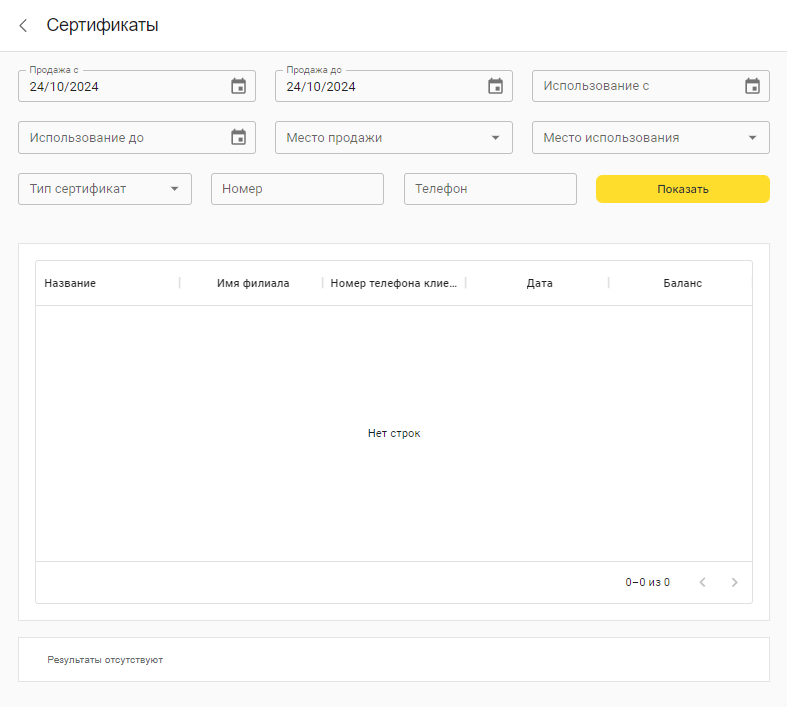 Сертификаты
Продажа с
24/10/2024
Продажа до
24/10/2024
Использование с
Использование до
Место продажи
Место использования
Тип сертификат
Номер
Телефон
Показать
Название
Имя филиала
Номер телефона клие...
Дата
Баланс
Нет строк
0–0 из 0
Результаты отсутствуют